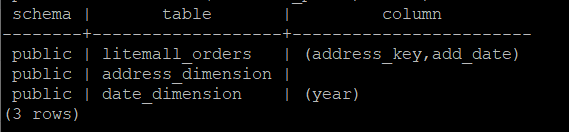 schema | table | column
--------+-------------------+------------------------
public | litemall_orders | (address_key,add_date)
public | address_dimension |
public | date_dimension | (year)
(3 rows)